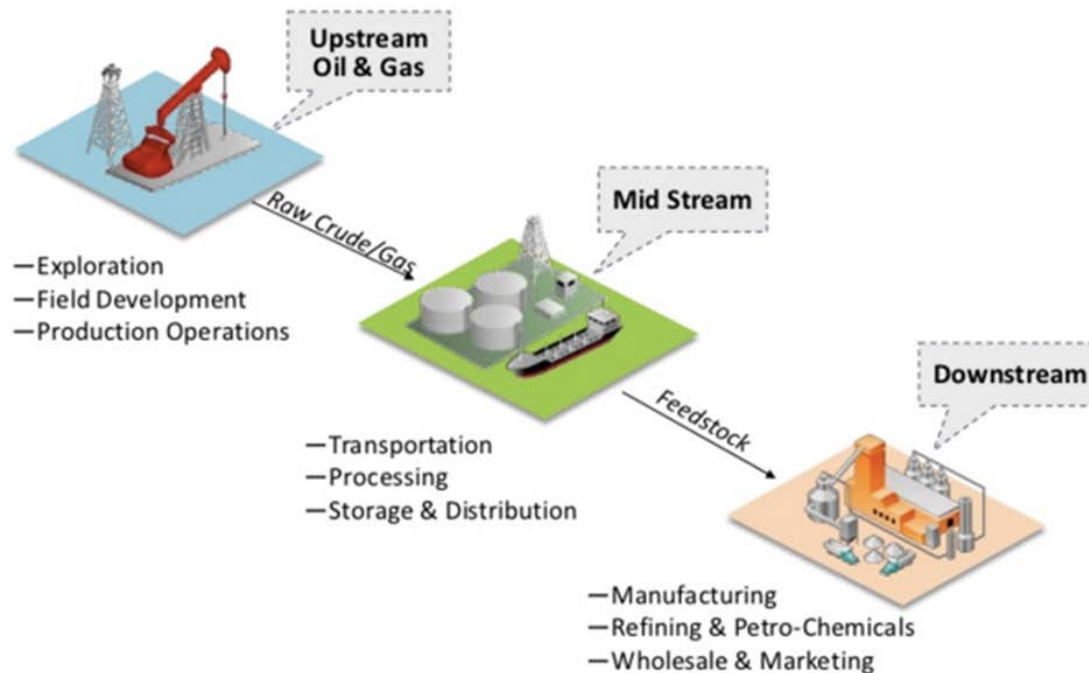 Upstream
Oil & Gas
Raw Crude/Gas
Mid Stream
—Exploration
—Field Development
—Production Operations
Feedstock
Downstream
—Transportation
—Processing
—Storage & Distribution
—Manufacturing
—Refining & Petro-Chemicals
—Wholesale & Marketing